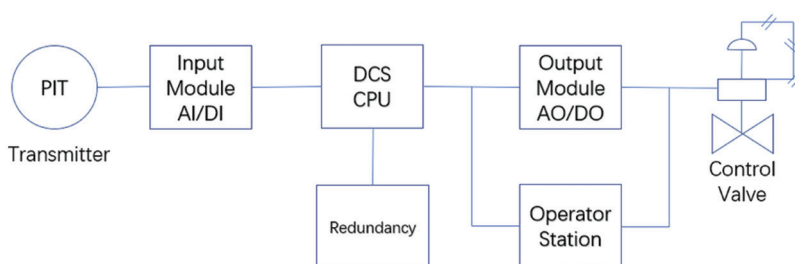 PIT
Transmitter
Input
Module
AI/DI
DCS
CPU
Redundancy
Output
Module
AO/DO
Operator
Station
Control
Valve